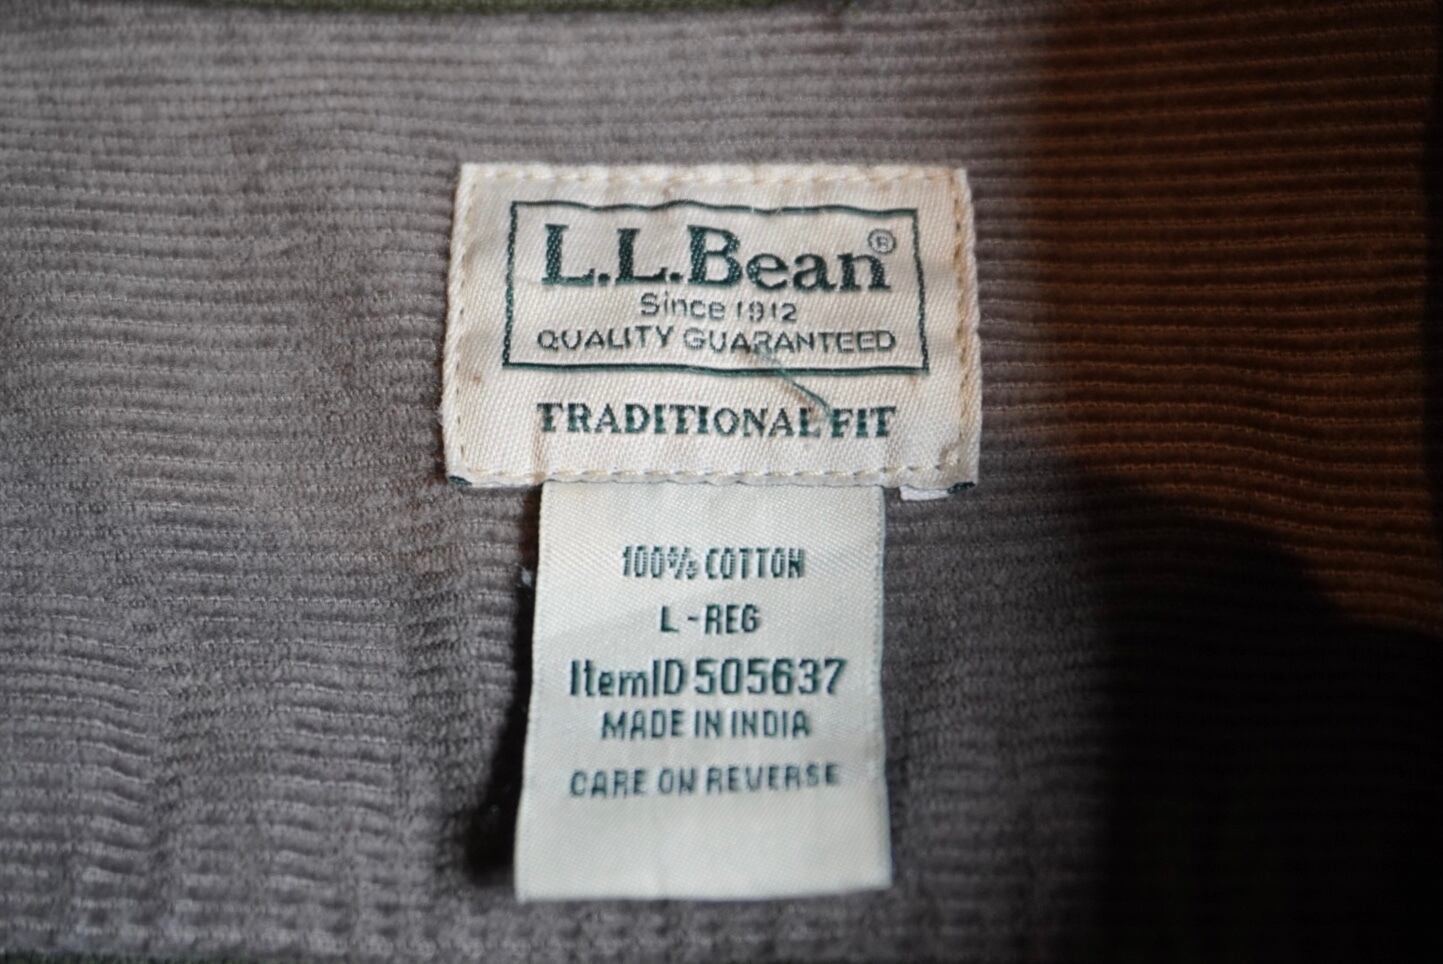 L.L.Bean®
Since 1912
QUALITY GUARANTEED
TRADITIONAL FIT
100% COTTON
L-REG
ItemID 505637
MADE IN INDIA
CARE ON REVERSE